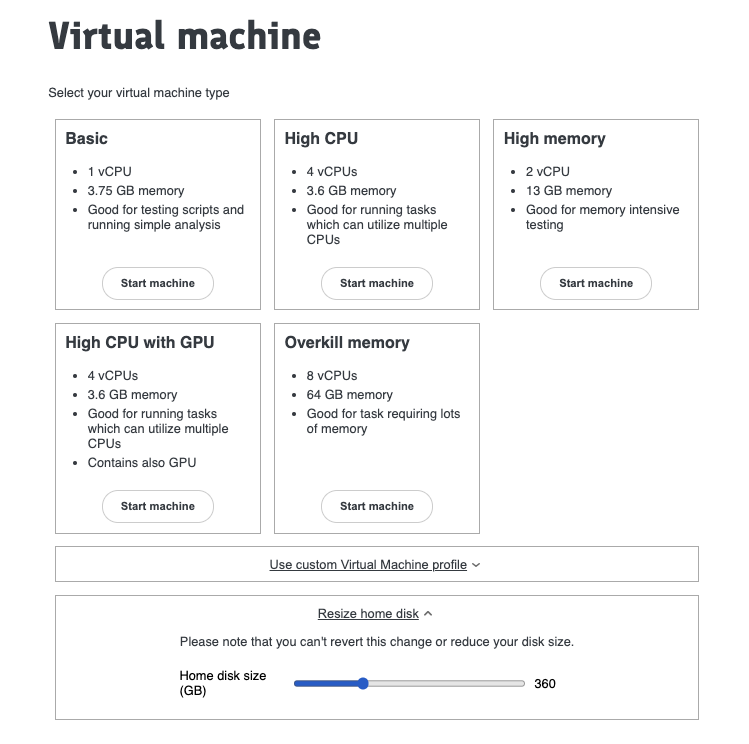 Virtual machine
Select your virtual machine type
Basic
1 vCPU
3.75 GB memory
Good for testing scripts and
running simple analysis
Start machine
High CPU
4 vCPUs
3.6 GB memory
Good for running tasks
which can utilize multiple
CPUs
Start machine
High memory
2 vCPU
13 GB memory
Good for memory intensive
testing
Start machine
High CPU with GPU
4 vCPUs
3.6 GB memory
Good for running tasks
which can utilize multiple
CPUs
Contains also GPU
Start machine
Overkill memory
8 vCPUs
64 GB memory
Good for task requiring lots
of memory
Start machine
Use custom Virtual Machine profile
Resize home disk
Please note that you can't revert this change or reduce your disk size.
Home disk size
(GB)
360